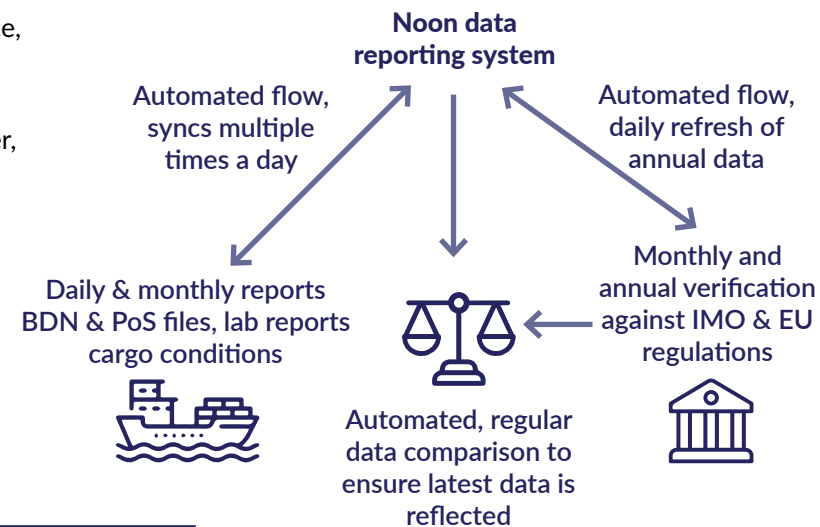 Noon data
reporting system
Automated flow,
syncs multiple
times a day
Automated flow,
daily refresh of
annual data
Daily & monthly reports
BDN & PoS files, lab reports
cargo conditions
Monthly and
annual verification
against IMO & EU
regulations
Automated, regular
data comparison to
ensure latest data is
reflected